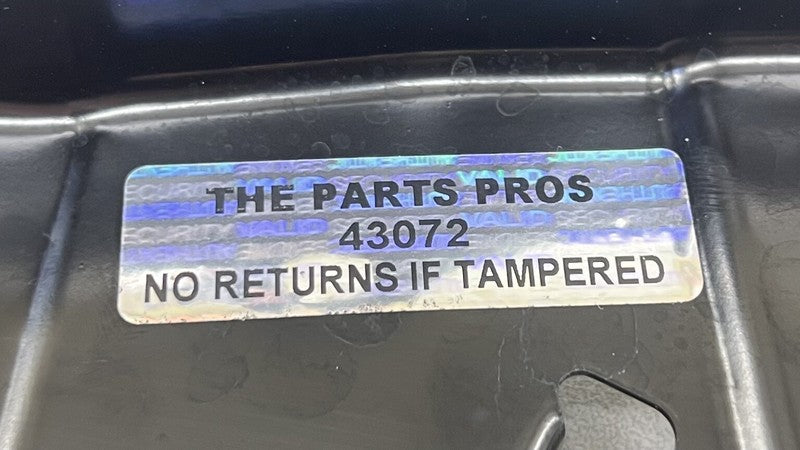 THE PARTS PROS
43072
NO RETURNS IF TAMPERED